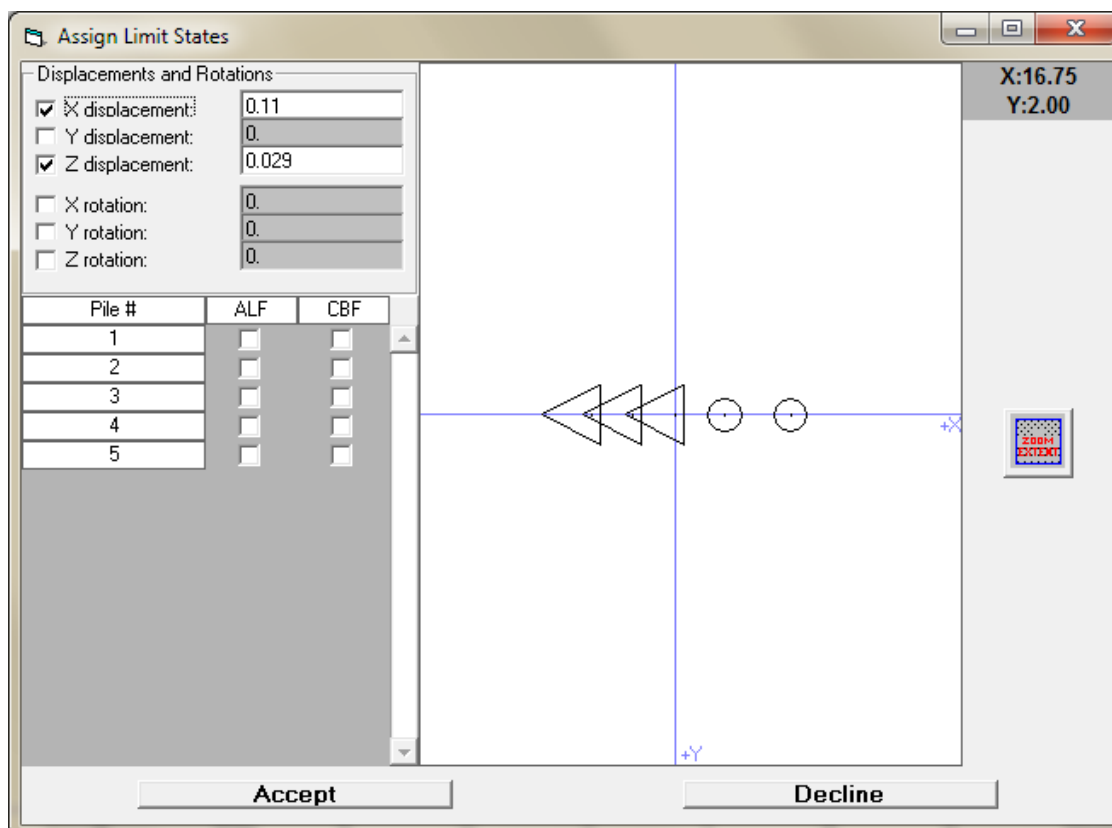 Assign Limit States
Displacements and Rotations
X displacement: 0.11
Y displacement: 0.
Z displacement: 0.029
X rotation: 0.
Y rotation: 0.
Z rotation: 0.
Pile # ALF CBF
1
2
3
4
5
+X
+Y
X:16.75
Y:2.00
ZOOM
EXTEXT
Accept Decline